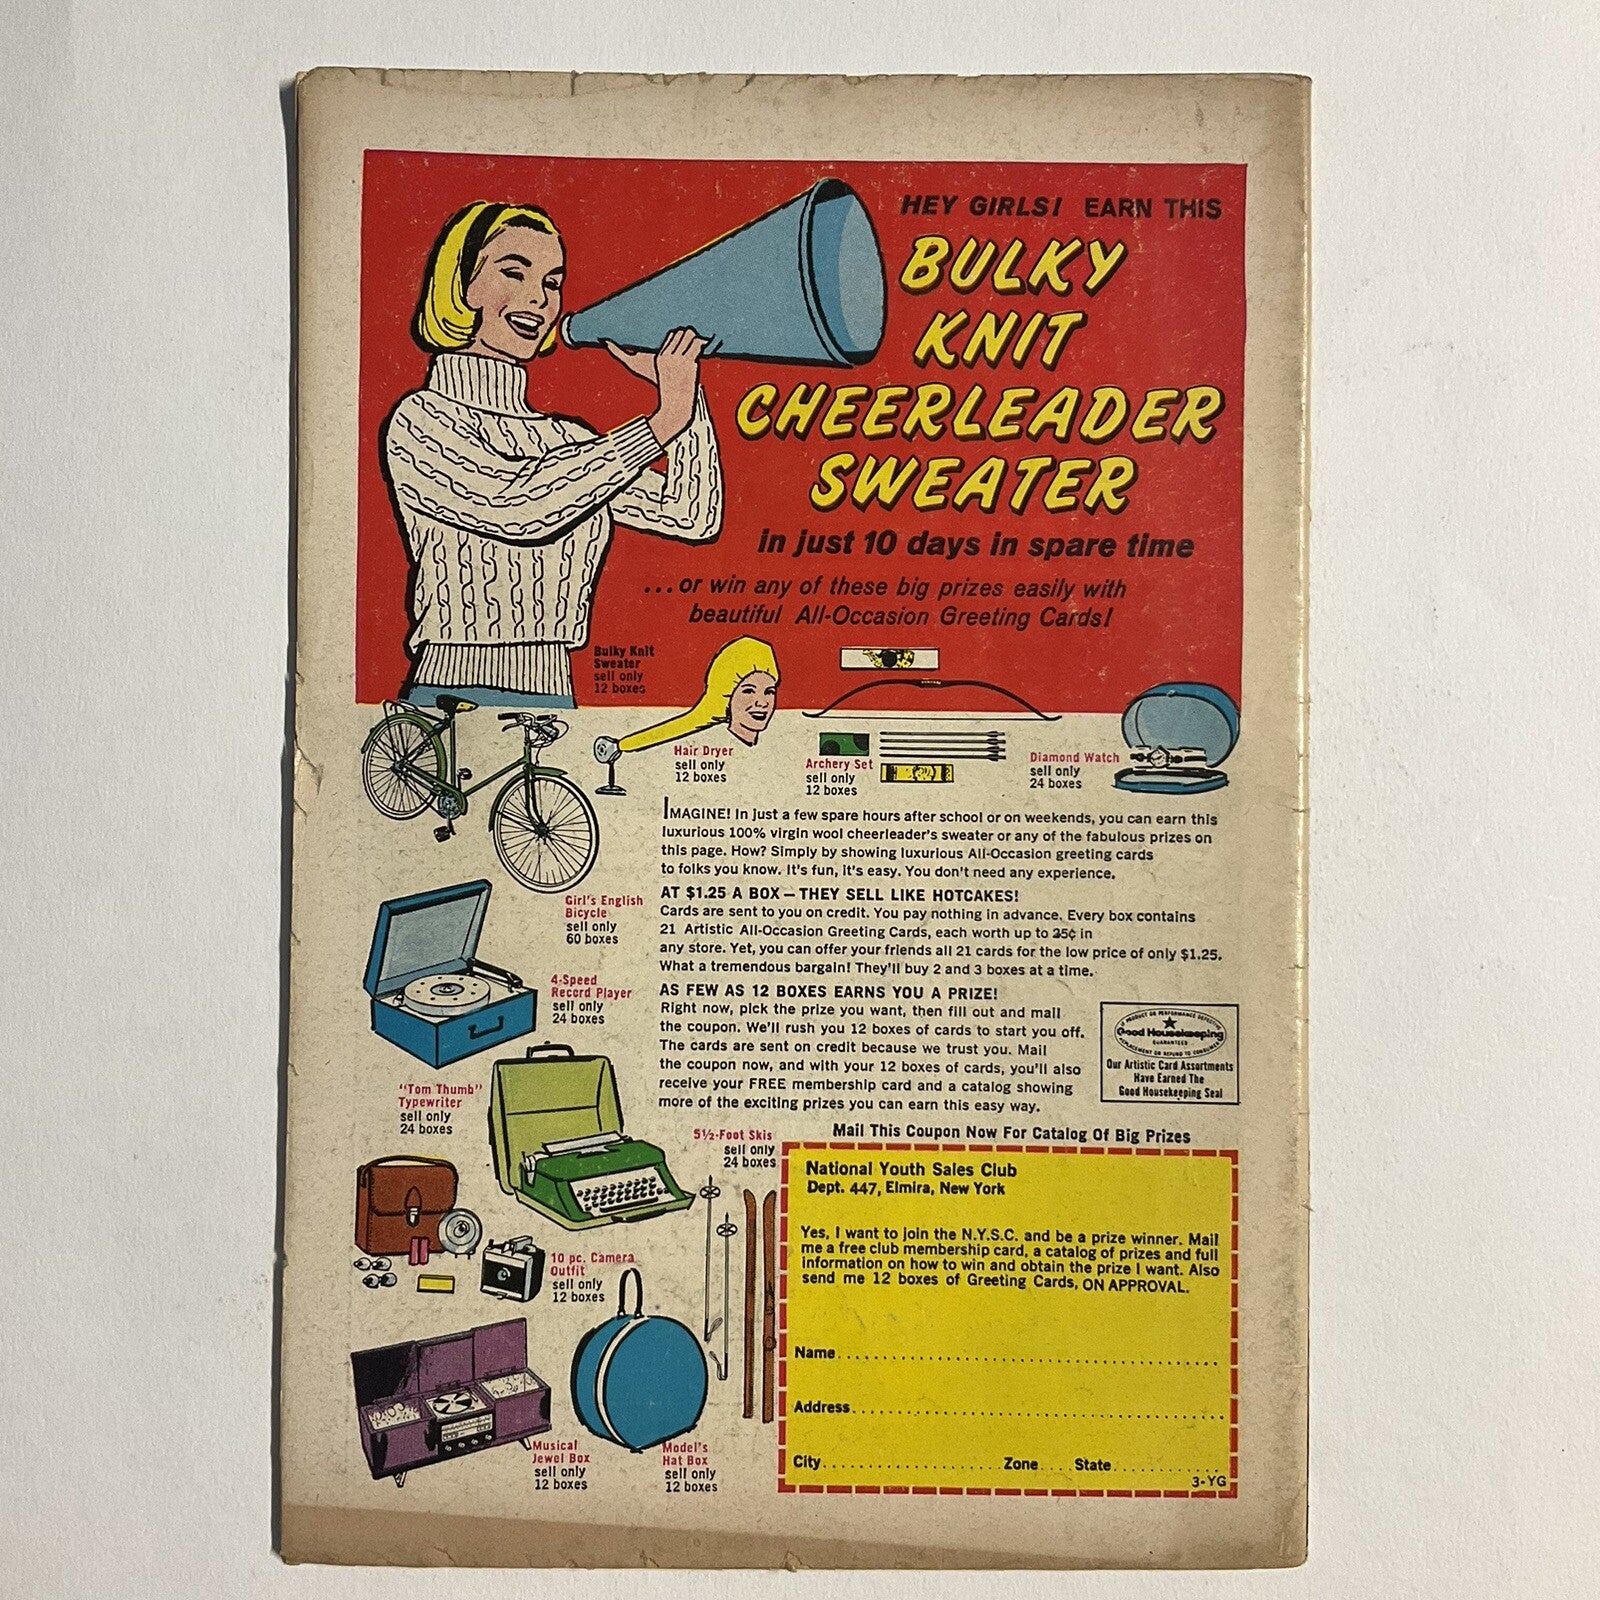 HEY GIRLS! EARN THIS
BULKY
KNIT
CHEERLEADER
SWEATER
in just 10 days in spare time
...or win any of these big prizes easily with
beautiful All-Occasion Greeting Cards!
Bulky Knit
Sweater
sell only
12 boxes
Hair Dryer
sell only
12 boxes
Archery Set
sell only
12 boxes
Diamond Watch
sell only
24 boxes
IMAGINE! In just a few spare hours after school or on weekends, you can earn this
luxurious 100% virgin wool cheerleader's sweater or any of the fabulous prizes on
this page. How? Simply by showing luxurious All-Occasion greeting cards
to folks you know. It's fun, it's easy. You don't need any experience.
AT $1.25 A BOX — THEY SELL LIKE HOTCAKES!
Cards are sent to you on credit. You pay nothing in advance. Every box contains
21 Artistic All-Occasion Greeting Cards, each worth up to 25¢ in
any store. Yet, you can offer your friends all 21 cards for the low price of only $1.25.
What a tremendous bargain! They'll buy 2 and 3 boxes at a time.
AS FEW AS 12 BOXES EARNS YOU A PRIZE!
Right now, pick the prize you want, then fill out and mail
the coupon. We'll rush you 12 boxes of cards to start you off.
The cards are sent on credit because we trust you. Mail
the coupon now, and with your 12 boxes of cards, you'll also
receive your FREE membership card and a catalog showing
more of the exciting prizes you can earn this easy way.
Good Housekeeping
GUARANTEES
REPLACEMENT OR REFUND TO CONSUMER
Our Artistic Card Assortments
Have Earned The
Good Housekeeping Seal
Girl's English
Bicycle
sell only
60 boxes
4-Speed
Record Player
sell only
24 boxes
"Tom Thumb"
Typewriter
sell only
24 boxes
5½-Foot Skis
sell only
24 boxes
10 pc. Camera
Outfit
sell only
12 boxes
Musical
Jewel Box
sell only
12 boxes
Model's
Hat Box
sell only
12 boxes
Mail This Coupon Now For Catalog Of Big Prizes
National Youth Sales Club
Dept. 447, Elmira, New York
Yes, I want to join the N.Y.S.C. and be a prize winner. Mail
me a free club membership card, a catalog of prizes and full
information on how to win and obtain the prize I want. Also
send me 12 boxes of Greeting Cards, ON APPROVAL.
Name
Address
City Zone State
3-YG